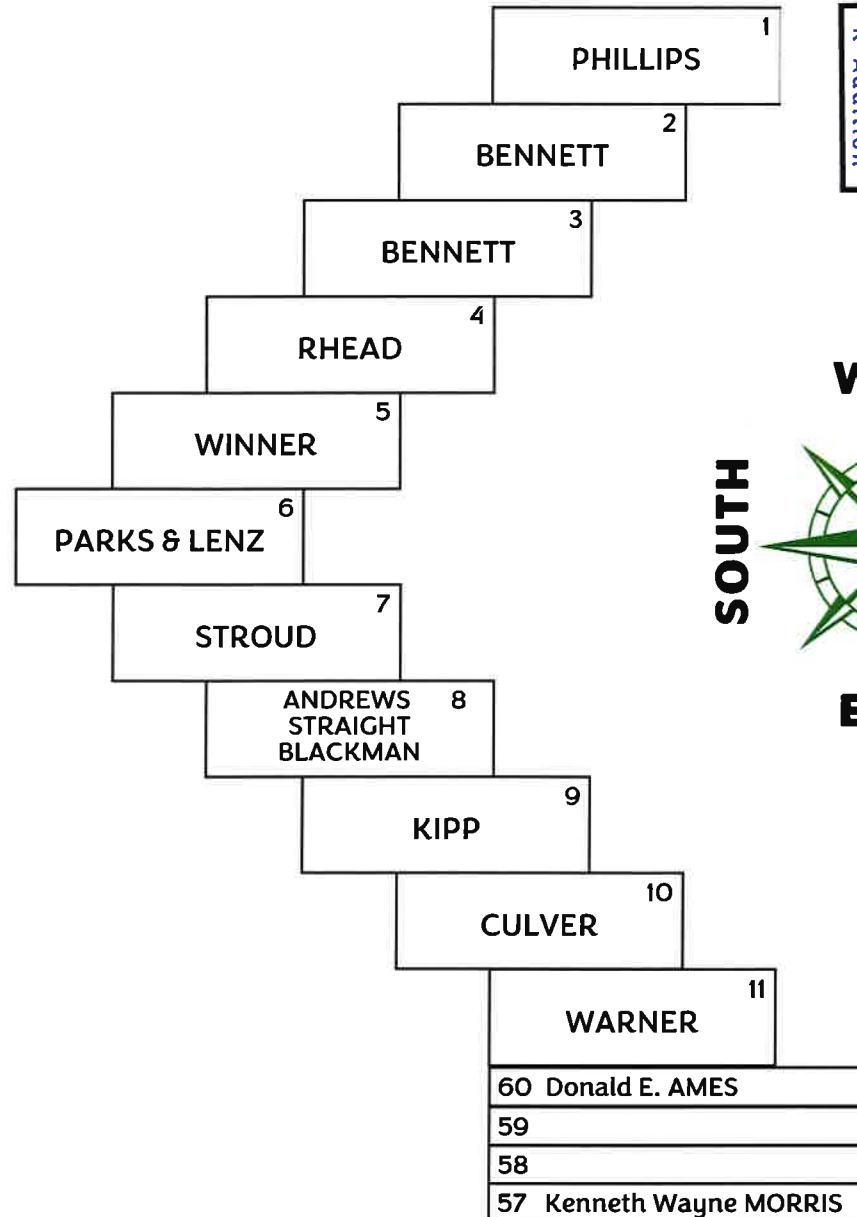 1
PHILLIPS
2
BENNETT
3
BENNETT
4
RHEAD
5
WINNER
6
PARKS & LENZ
7
STROUD
ANDREWS 8
STRAIGHT
BLACKMAN
9
KIPP
10
CULVER
11
WARNER
60 Donald E. AMES
59
58
57 Kenneth Wayne MORRIS
SOUTH